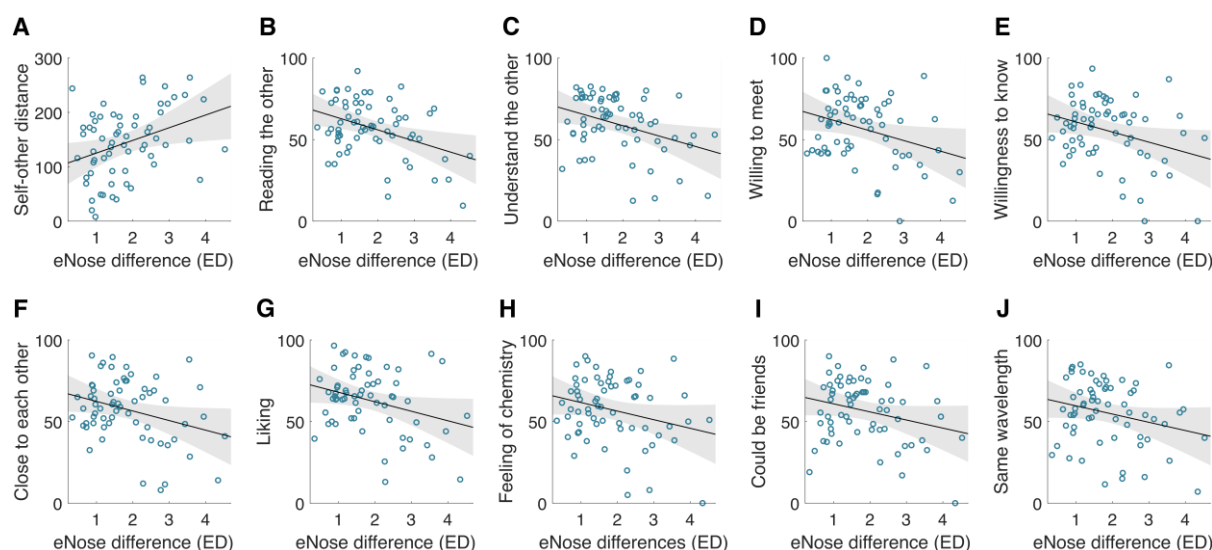 A
Self-other distance
300
200
100
0
1 2 3 4
eNose difference (ED)
B
Reading the other
100
50
0
1 2 3 4
eNose difference (ED)
C
Understand the other
100
50
0
1 2 3 4
eNose difference (ED)
D
Willing to meet
100
50
0
1 2 3 4
eNose difference (ED)
E
Willingness to know
100
50
0
1 2 3 4
eNose difference (ED)
F
Close to each other
100
50
0
1 2 3 4
eNose difference (ED)
G
Liking
100
50
0
1 2 3 4
eNose difference (ED)
H
Feeling of chemistry
100
50
0
1 2 3 4
eNose differences (ED)
I
Could be friends
100
50
0
1 2 3 4
eNose difference (ED)
J
Same wavelength
100
50
0
1 2 3 4
eNose difference (ED)